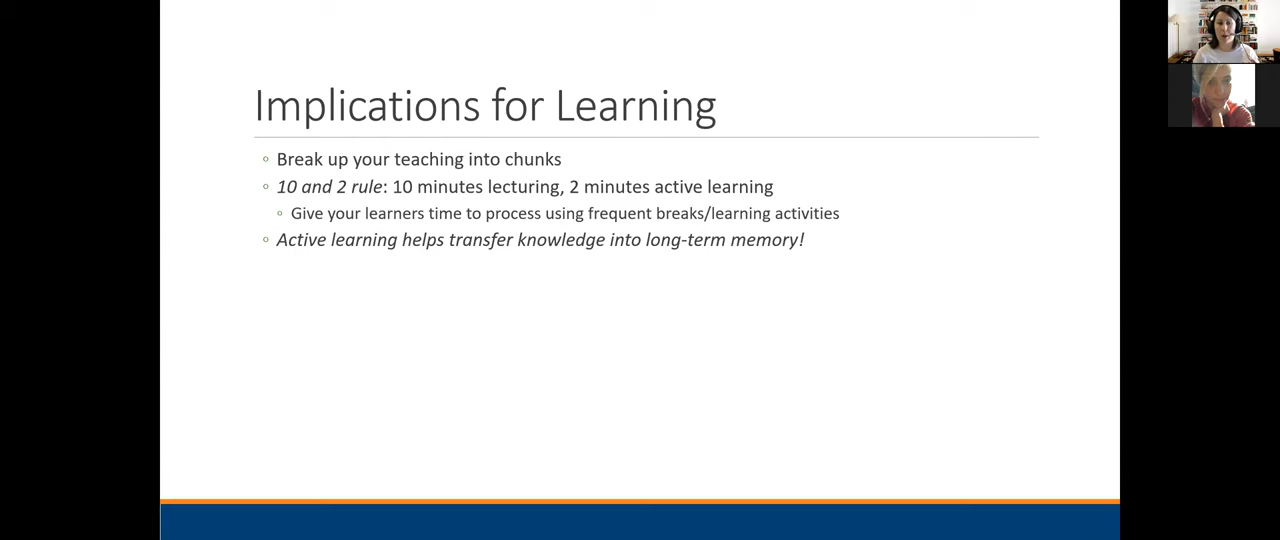 Implications for Learning
Break up your teaching into chunks
10 and 2 rule: 10 minutes lecturing, 2 minutes active learning
Give your learners time to process using frequent breaks/learning activities
Active learning helps transfer knowledge into long-term memory!